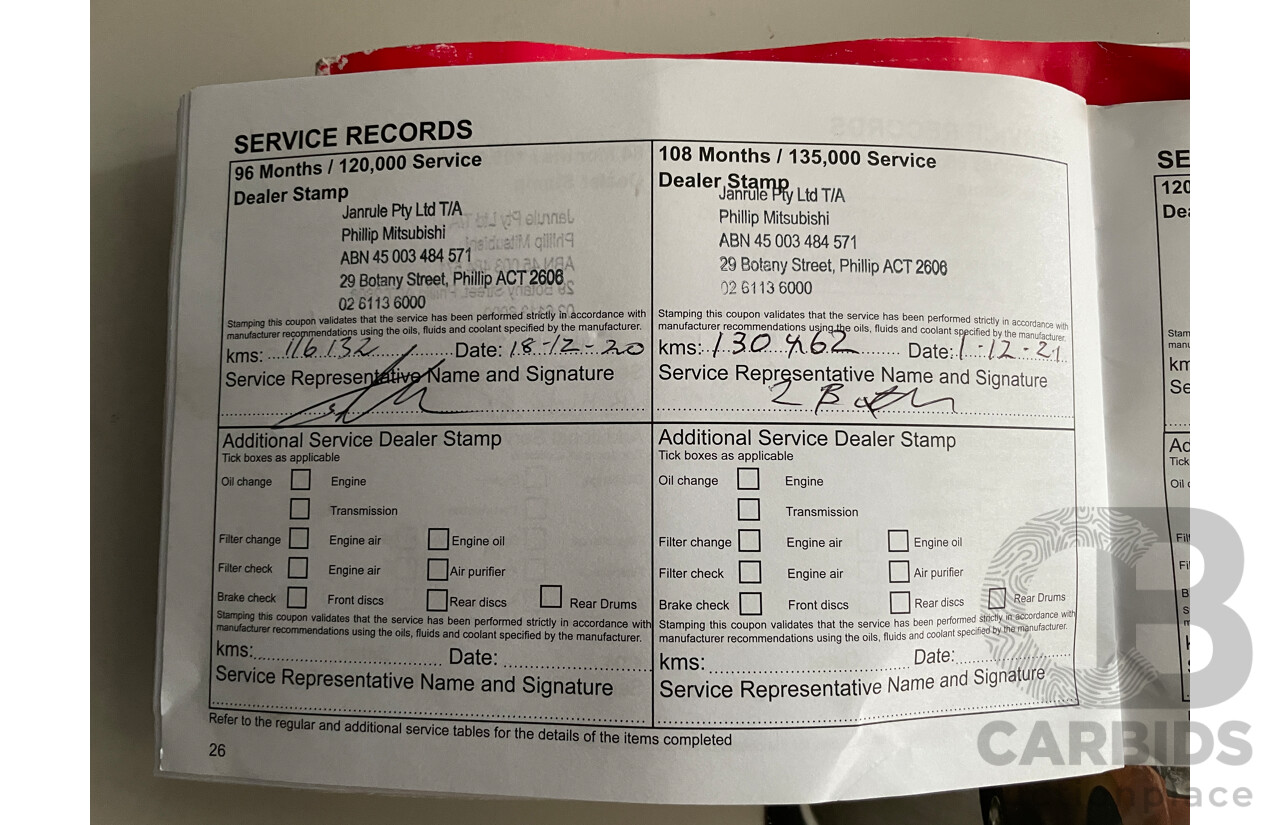 SERVICE RECORDS
96 Months / 120,000 Service
Dealer Stamp
Janrule Pty Ltd T/A
Phillip Mitsubishi
ABN 45 003 484 571
29 Botany Street, Phillip ACT 2606
02 6113 6000
Stamping this coupon validates that the service has been performed strictly in accordance with
manufacturer recommendations using the oils, fluids and coolant specified by the manufacturer.
kms: 116132 Date: 18-12-20
Service Representative Name and Signature
Additional Service Dealer Stamp
Tick boxes as applicable
Oil change Engine
Transmission
Filter change Engine air Engine oil
Filter check Engine air Air purifier
Brake check Front discs Rear discs Rear Drums
Stamping this coupon validates that the service has been performed strictly in accordance with
manufacturer recommendations using the oils, fluids and coolant specified by the manufacturer.
kms: Date:
Service Representative Name and Signature
108 Months / 135,000 Service
Dealer Stamp
Janrule Pty Ltd T/A
Phillip Mitsubishi
ABN 45 003 484 571
29 Botany Street, Phillip ACT 2606
02 6113 6000
Stamping this coupon validates that the service has been performed strictly in accordance with
manufacturer recommendations using the oils, fluids and coolant specified by the manufacturer.
kms: 130462 Date: 1-12-21
Service Representative Name and Signature
Additional Service Dealer Stamp
Tick boxes as applicable
Oil change Engine
Transmission
Filter change Engine air Engine oil
Filter check Engine air Air purifier
Brake check Front discs Rear discs Rear Drums
Stamping this coupon validates that the service has been performed strictly in accordance with
manufacturer recommendations using the oils, fluids and coolant specified by the manufacturer.
kms: Date:
Service Representative Name and Signature
Refer to the regular and additional service tables for the details of the items completed
26
SE
120
Dea
Stam
manu
km
Se
Ad
Tick
Oil c
Filt
CB
CARBIDS